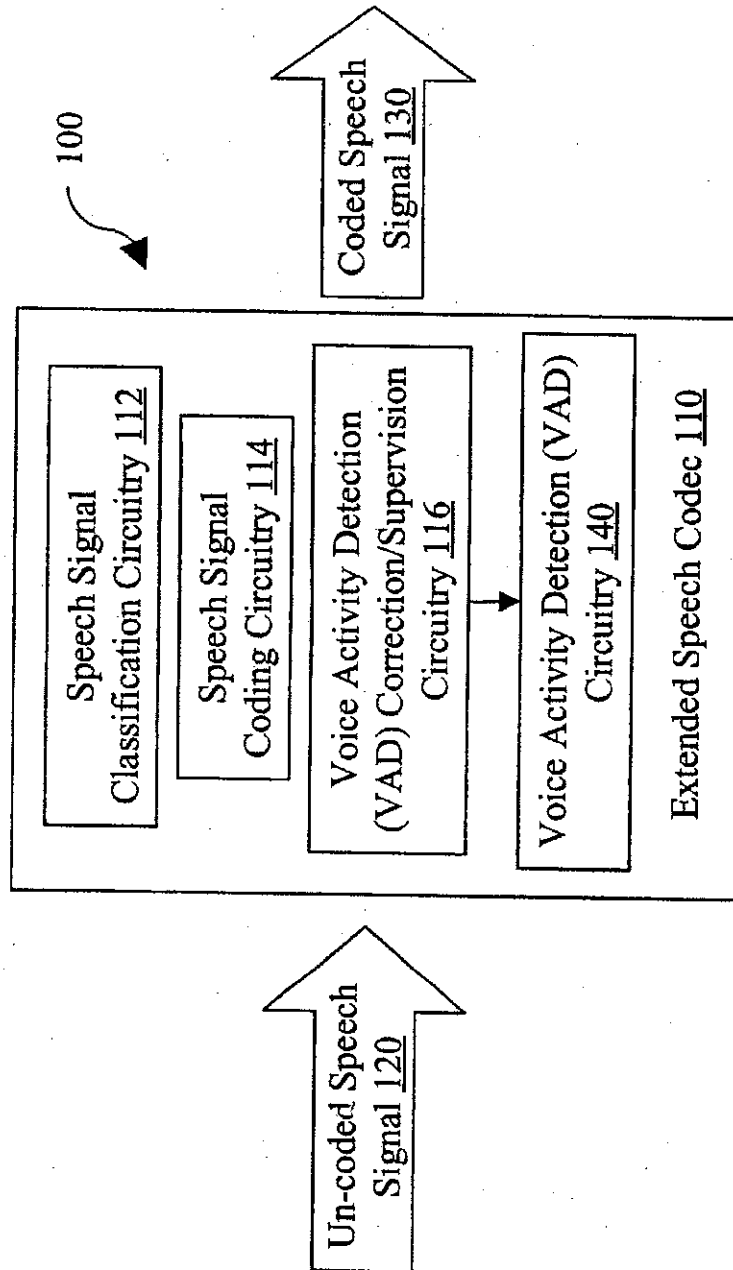 100
Un-coded Speech
Signal 120
Speech Signal
Classification Circuitry 112
Speech Signal
Coding Circuitry 114
Voice Activity Detection
(VAD) Correction/Supervision
Circuitry 116
Voice Activity Detection (VAD)
Circuitry 140
Extended Speech Codec 110
Coded Speech
Signal 130